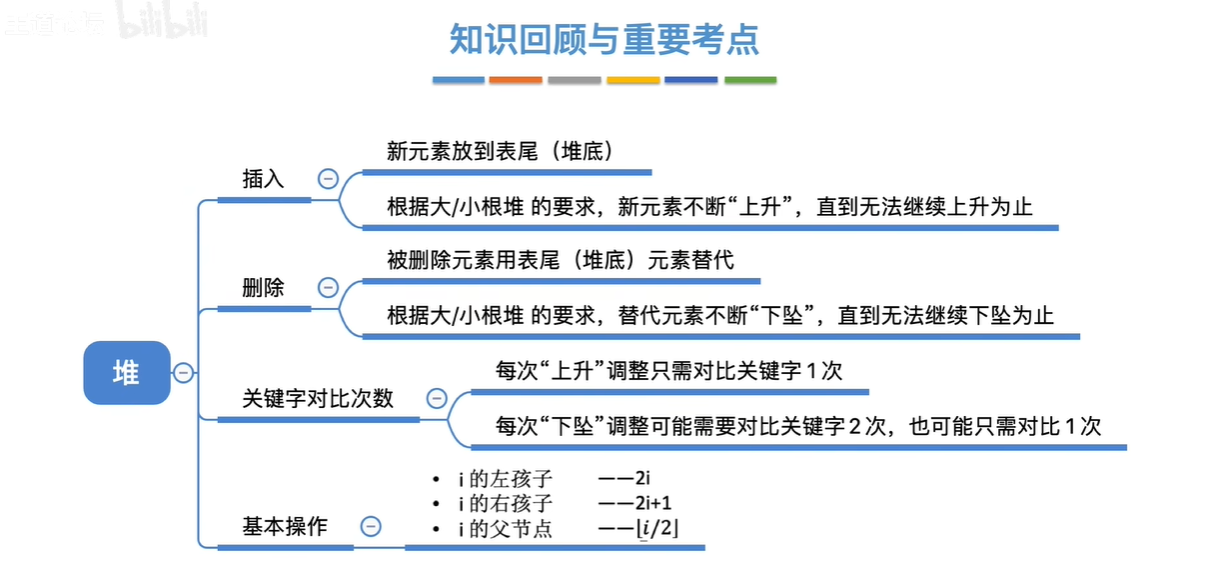 王道论坛 bilibili
知识回顾与重要考点
插入
新元素放到表尾（堆底）
根据大/小根堆 的要求，新元素不断“上升”，直到无法继续上升为止
删除
被删除元素用表尾（堆底）元素替代
根据大/小根堆 的要求，替代元素不断“下坠”，直到无法继续下坠为止
堆
关键字对比次数
每次“上升”调整只需对比关键字1次
每次“下坠”调整可能需要对比关键字2次，也可能只需对比1次
基本操作
• i 的左孩子 ——2i
• i 的右孩子 ——2i+1
• i 的父节点 ——⌊i/2⌋